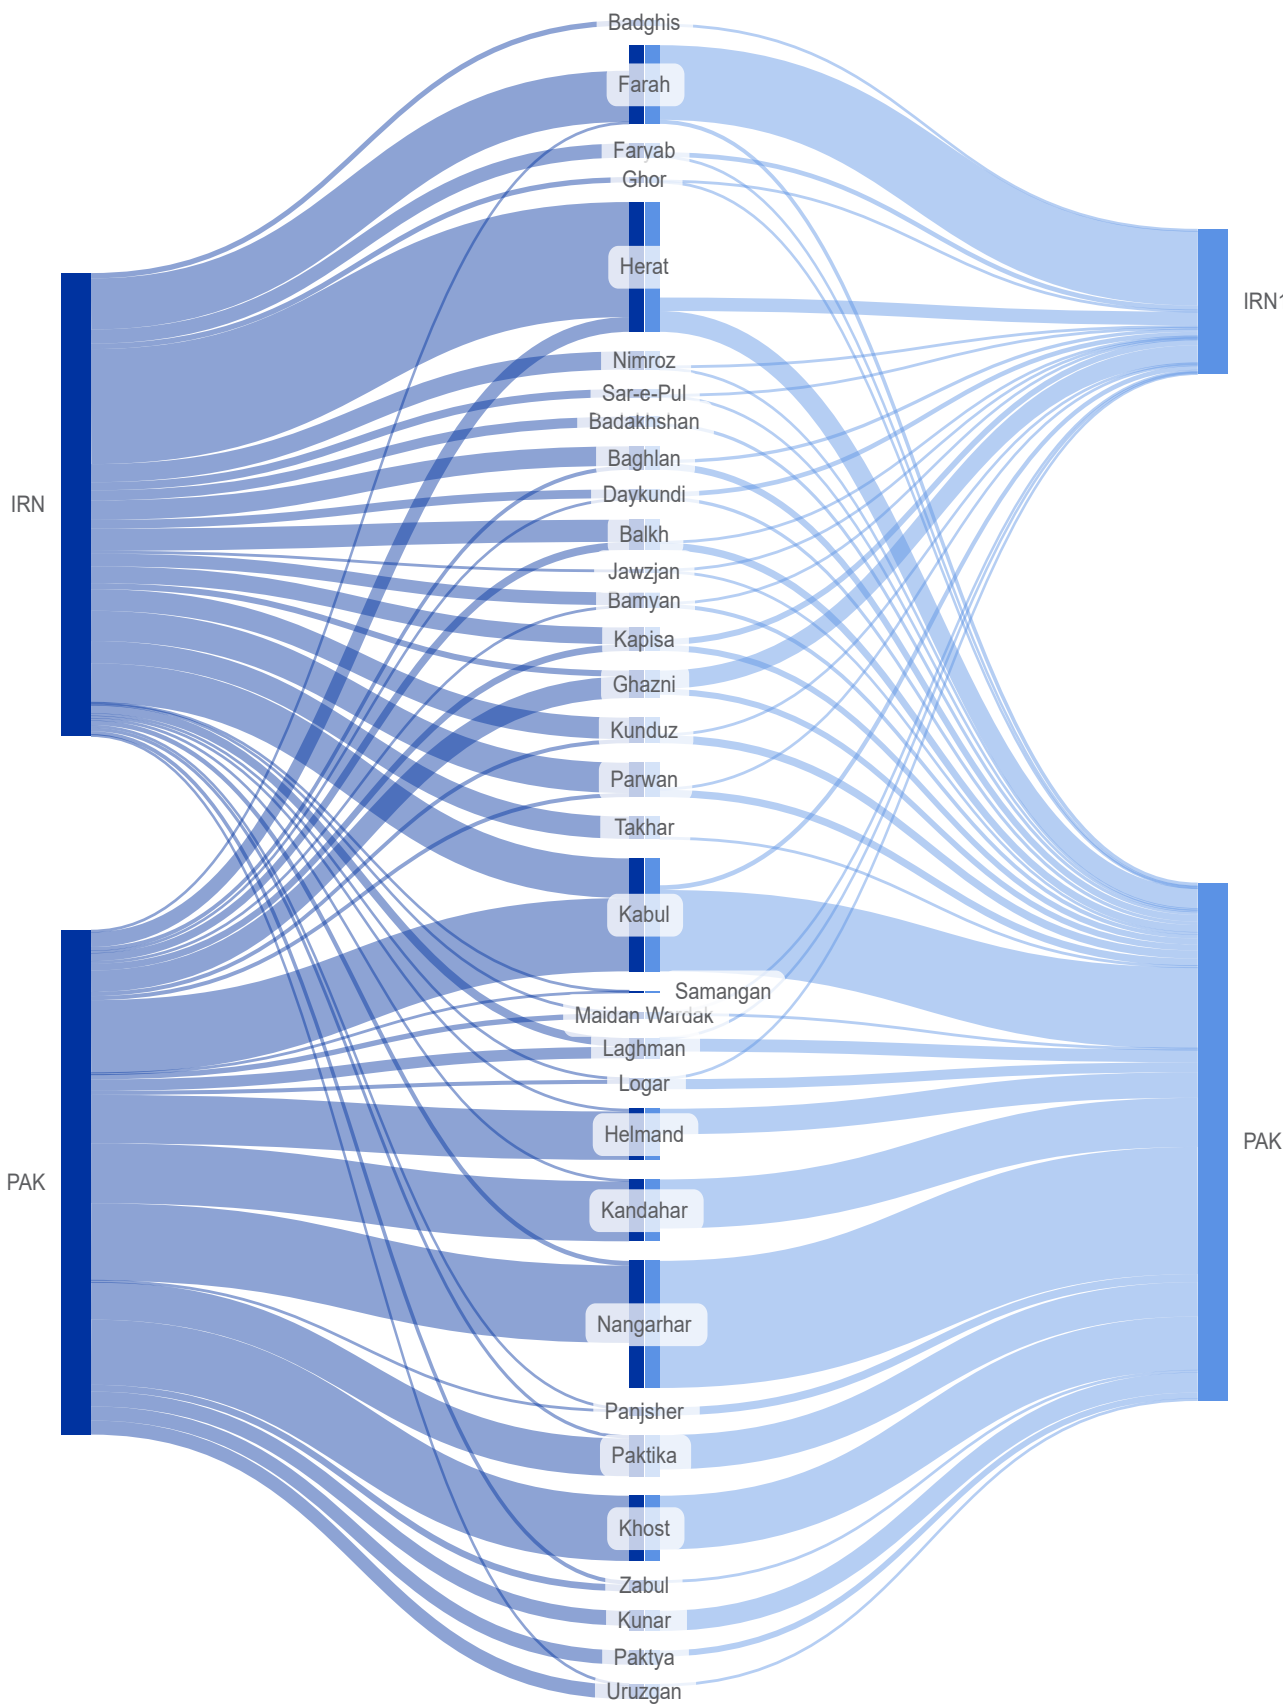 Badghis
Farah
Faryab
Ghor
Herat
IRN1
Nimroz
Sar-e-Pul
Badakhshan
Baghlan
Daykundi
IRN
Balkh
Jawzjan
Bamyan
Kapisa
Ghazni
Kunduz
Parwan
Takhar
Kabul
Samangan
Maidan Wardak
Laghman
Logar
Helmand
PAK
PAK
Kandahar
Nangarhar
Panjsher
Paktika
Khost
Zabul
Kunar
Paktya
Uruzgan